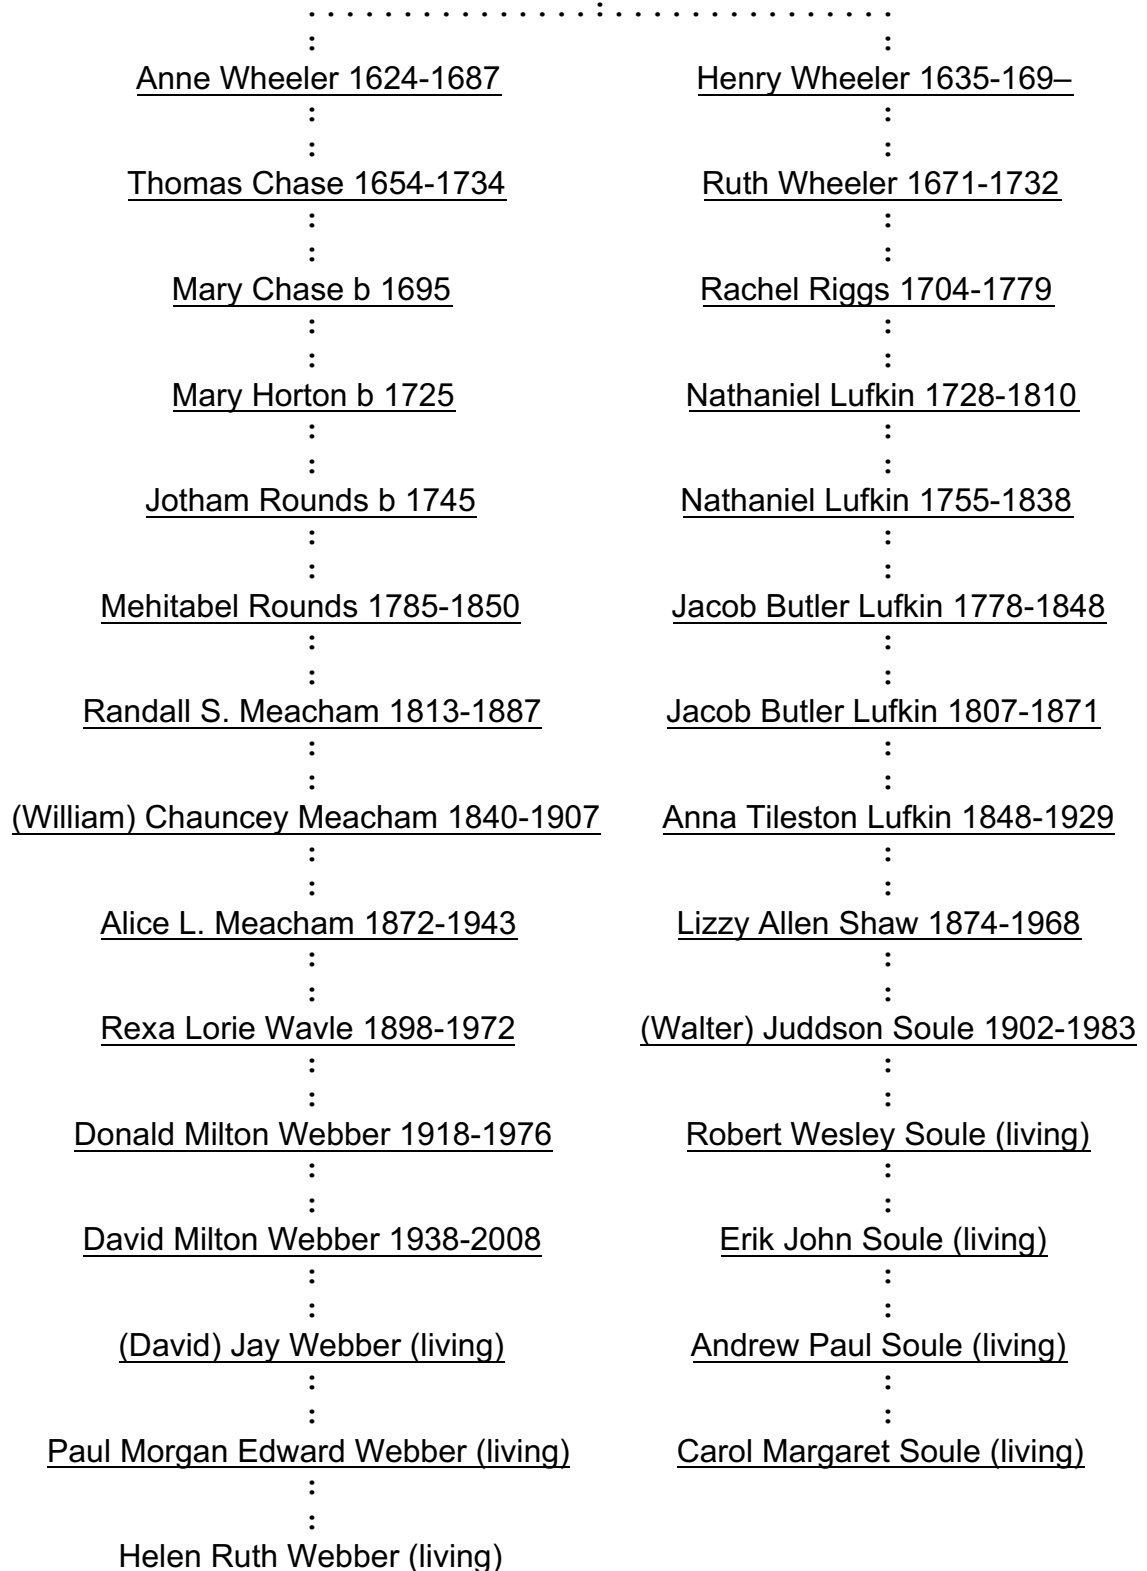 Anne Wheeler 1624-1687 Henry Wheeler 1635-169–
Thomas Chase 1654-1734 Ruth Wheeler 1671-1732
Mary Chase b 1695 Rachel Riggs 1704-1779
Mary Horton b 1725 Nathaniel Lufkin 1728-1810
Jotham Rounds b 1745 Nathaniel Lufkin 1755-1838
Mehitabel Rounds 1785-1850 Jacob Butler Lufkin 1778-1848
Randall S. Meacham 1813-1887 Jacob Butler Lufkin 1807-1871
(William) Chauncey Meacham 1840-1907 Anna Tileston Lufkin 1848-1929
Alice L. Meacham 1872-1943 Lizzy Allen Shaw 1874-1968
Rexa Lorie Wavle 1898-1972 (Walter) Juddson Soule 1902-1983
Donald Milton Webber 1918-1976 Robert Wesley Soule (living)
David Milton Webber 1938-2008 Erik John Soule (living)
(David) Jay Webber (living) Andrew Paul Soule (living)
Paul Morgan Edward Webber (living) Carol Margaret Soule (living)
Helen Ruth Webber (living)